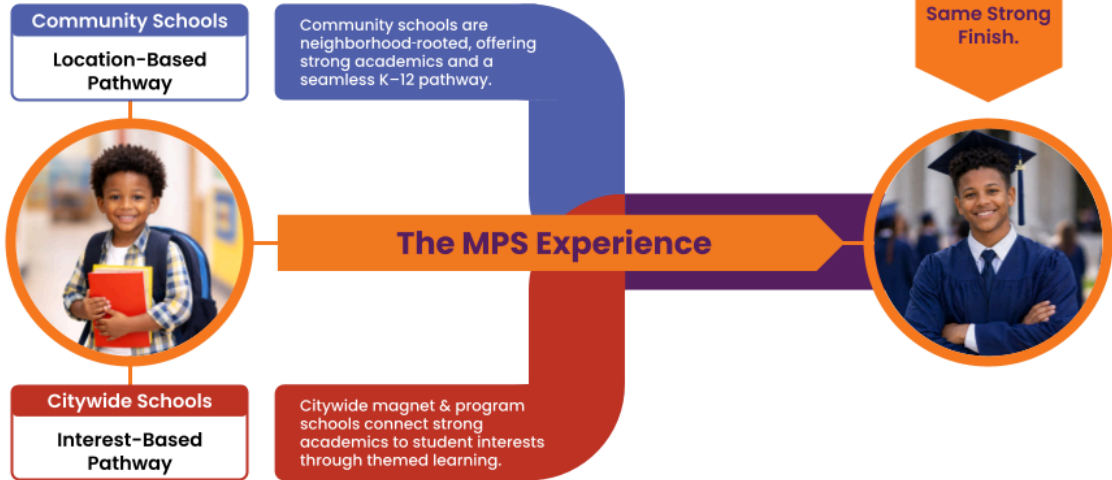 Community Schools
Location-Based
Pathway
Community schools are
neighborhood-rooted, offering
strong academics and a
seamless K–12 pathway.
Same Strong
Finish.
The MPS Experience
Citywide Schools
Interest-Based
Pathway
Citywide magnet & program
schools connect strong
academics to student interests
through themed learning.